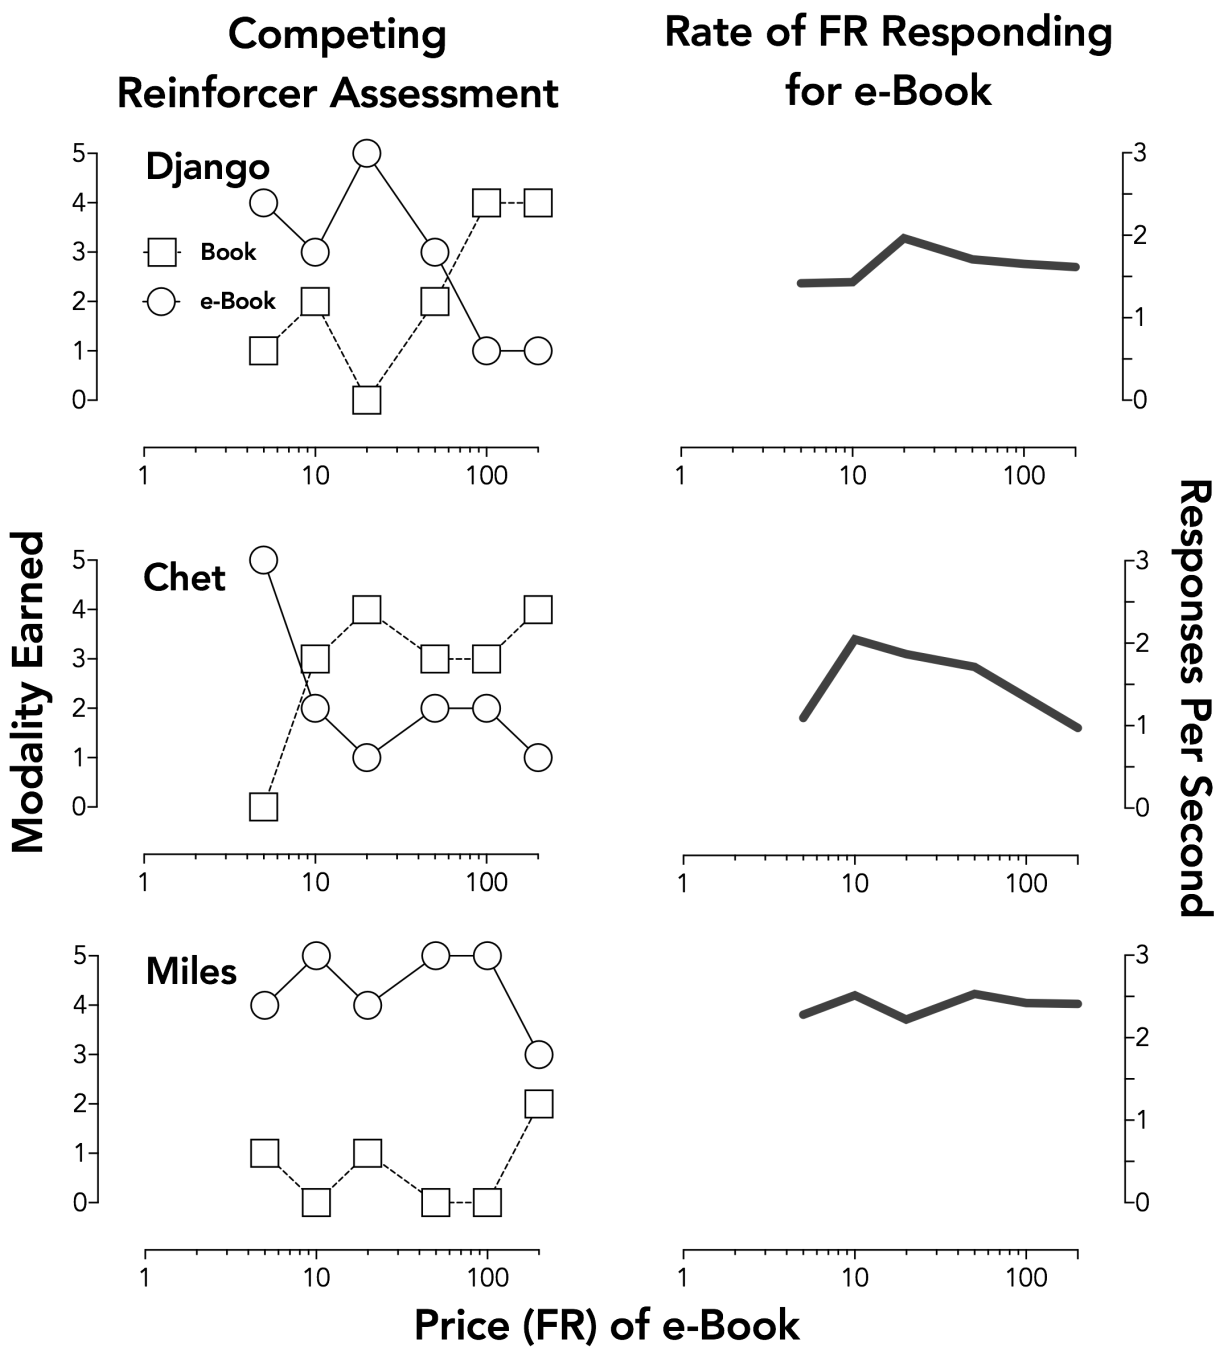 Competing
Reinforcer Assessment
Rate of FR Responding
for e-Book
Django
Book
e-Book
5
4
3
2
1
0
1 10 100
3
2
1
0
1 10 100
Chet
5
4
3
2
1
0
1 10 100
3
2
1
0
1 10 100
Miles
5
4
3
2
1
0
1 10 100
3
2
1
0
1 10 100
Modality Earned
Responses Per Second
Price (FR) of e-Book